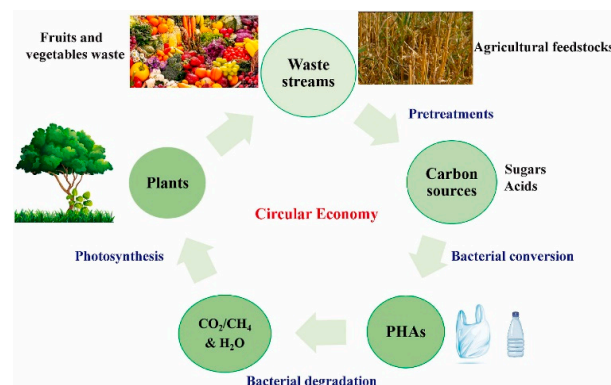 Fruits and
vegetables waste
Waste
streams
Agricultural feedstocks
Pretreatments
Plants
Carbon
sources
Sugars
Acids
Circular Economy
Photosynthesis
Bacterial conversion
CO₂/CH₄
& H₂O
PHAs
Bacterial degradation